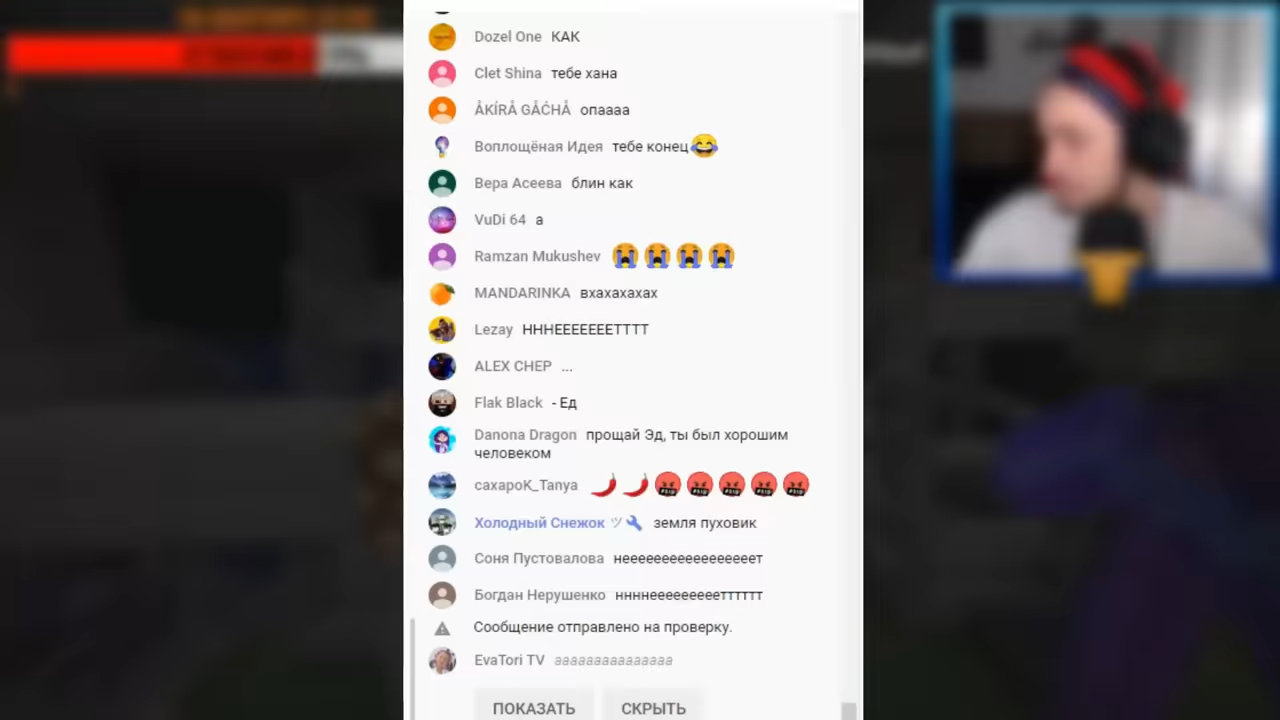 Dozel One КАК
Clet Shina тебе хана
ÅKÍRÅ GÅĆHÅ опаааа
Воплощёная Идея тебе конец😂
Вера Асеева блин как
VuDi 64 а
Ramzan Mukushev 😭😭😭😭
MANDARINKA вхахахахах
Lezay НННЕЕЕЕЕЕЕТТТТ
ALEX CHEP ...
Flak Black - Ед
Danona Dragon прощай Эд, ты был хорошим
человеком
caxapoK_Tanya 🌶️🌶️🤬🤬🤬🤬🤬
Холодный Снежок ツ🔧 земля пуховик
Соня Пустовалова неееееееееееееееееет
Богдан Нерушенко ннннеееееееееттттттт
Сообщение отправлено на проверку.
EvaTori TV ааааааааааааааа
ПОКАЗАТЬ СКРЫТЬ